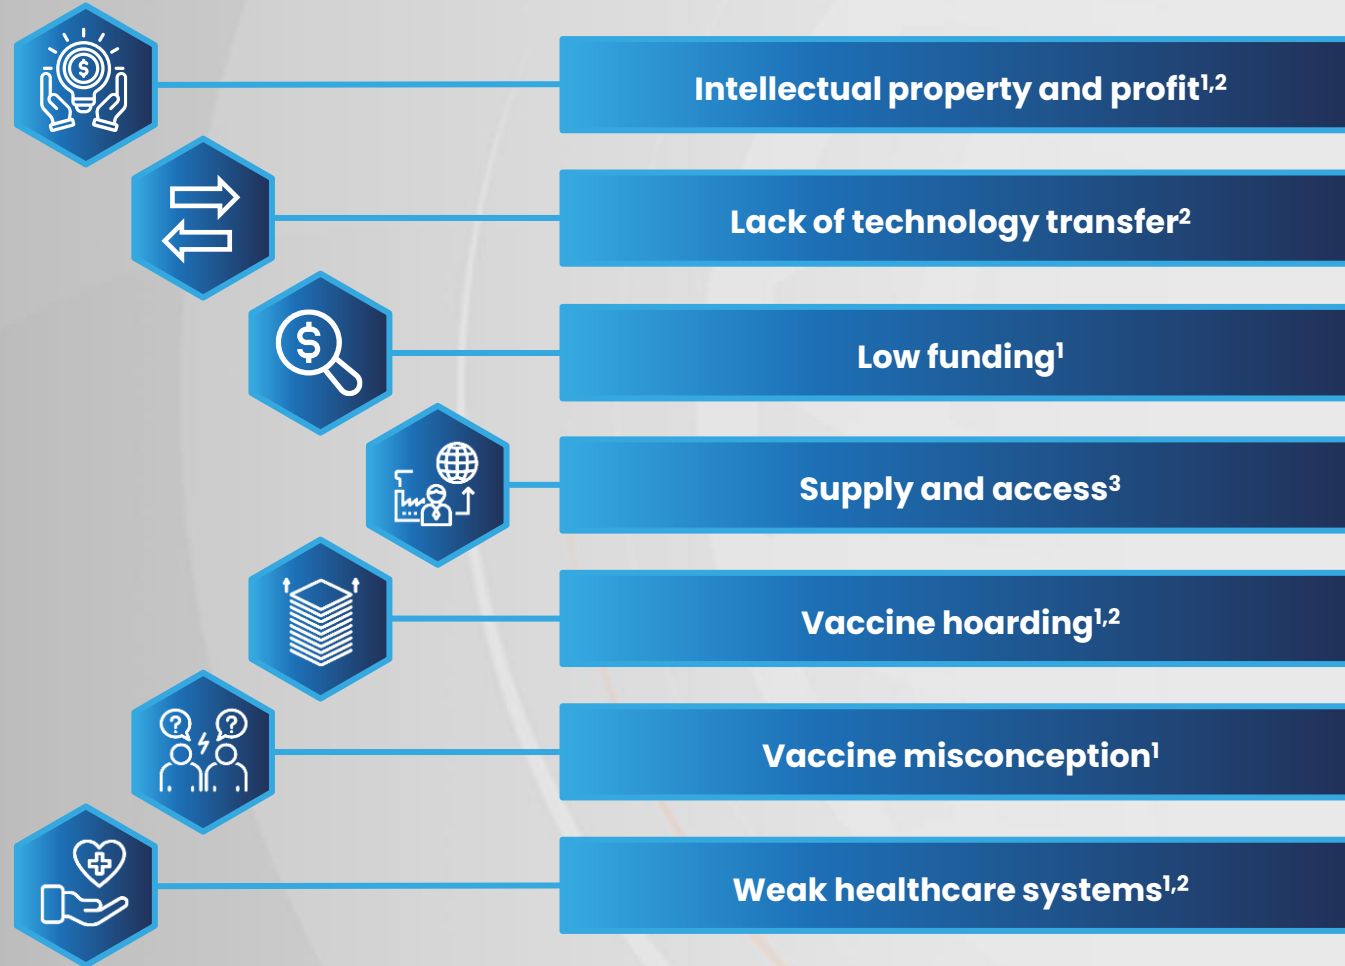 Intellectual property and profit1,2
Lack of technology transfer2
Low funding1
Supply and access3
Vaccine hoarding1,2
Vaccine misconception1
Weak healthcare systems1,2